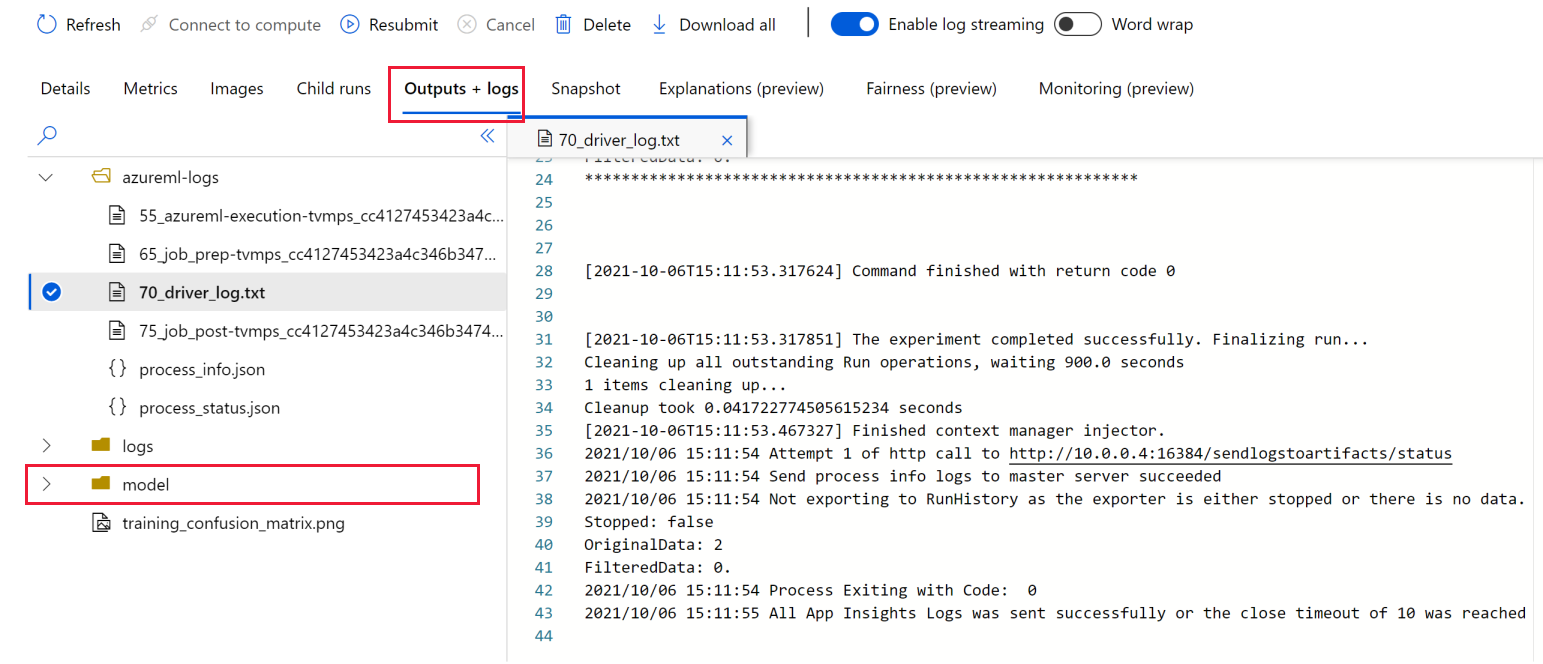 Refresh Connect to compute Resubmit Cancel Delete Download all Enable log streaming Word wrap
Details Metrics Images Child runs Outputs + logs Snapshot Explanations (preview) Fairness (preview) Monitoring (preview)
azureml-logs
55_azureml-execution-tvmps_cc4127453423a4c...
65_job_prep-tvmps_cc4127453423a4c346b347...
70_driver_log.txt
75_job_post-tvmps_cc4127453423a4c346b3474...
{} process_info.json
{} process_status.json
logs
model
training_confusion_matrix.png
70_driver_log.txt
23 FilteredData: 0.
24 ************************************************************
25
26
27
28 [2021-10-06T15:11:53.317624] Command finished with return code 0
29
30
31 [2021-10-06T15:11:53.317851] The experiment completed successfully. Finalizing run...
32 Cleaning up all outstanding Run operations, waiting 900.0 seconds
33 1 items cleaning up...
34 Cleanup took 0.041722774505615234 seconds
35 [2021-10-06T15:11:53.467327] Finished context manager injector.
36 2021/10/06 15:11:54 Attempt 1 of http call to http://10.0.0.4:16384/sendlogstoartifacts/status
37 2021/10/06 15:11:54 Send process info logs to master server succeeded
38 2021/10/06 15:11:54 Not exporting to RunHistory as the exporter is either stopped or there is no data.
39 Stopped: false
40 OriginalData: 2
41 FilteredData: 0.
42 2021/10/06 15:11:54 Process Exiting with Code:  0
43 2021/10/06 15:11:55 All App Insights Logs was sent successfully or the close timeout of 10 was reached
44